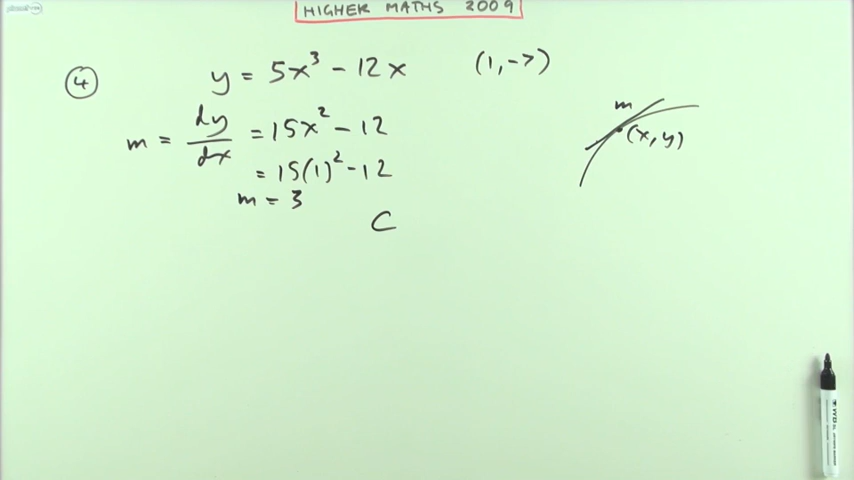 HIGHER MATHS 2009
④ y = 5x³ - 12x (1, -7)
m = dy/dx = 15x² - 12
= 15(1)² - 12
m = 3
C
m
(x, y)